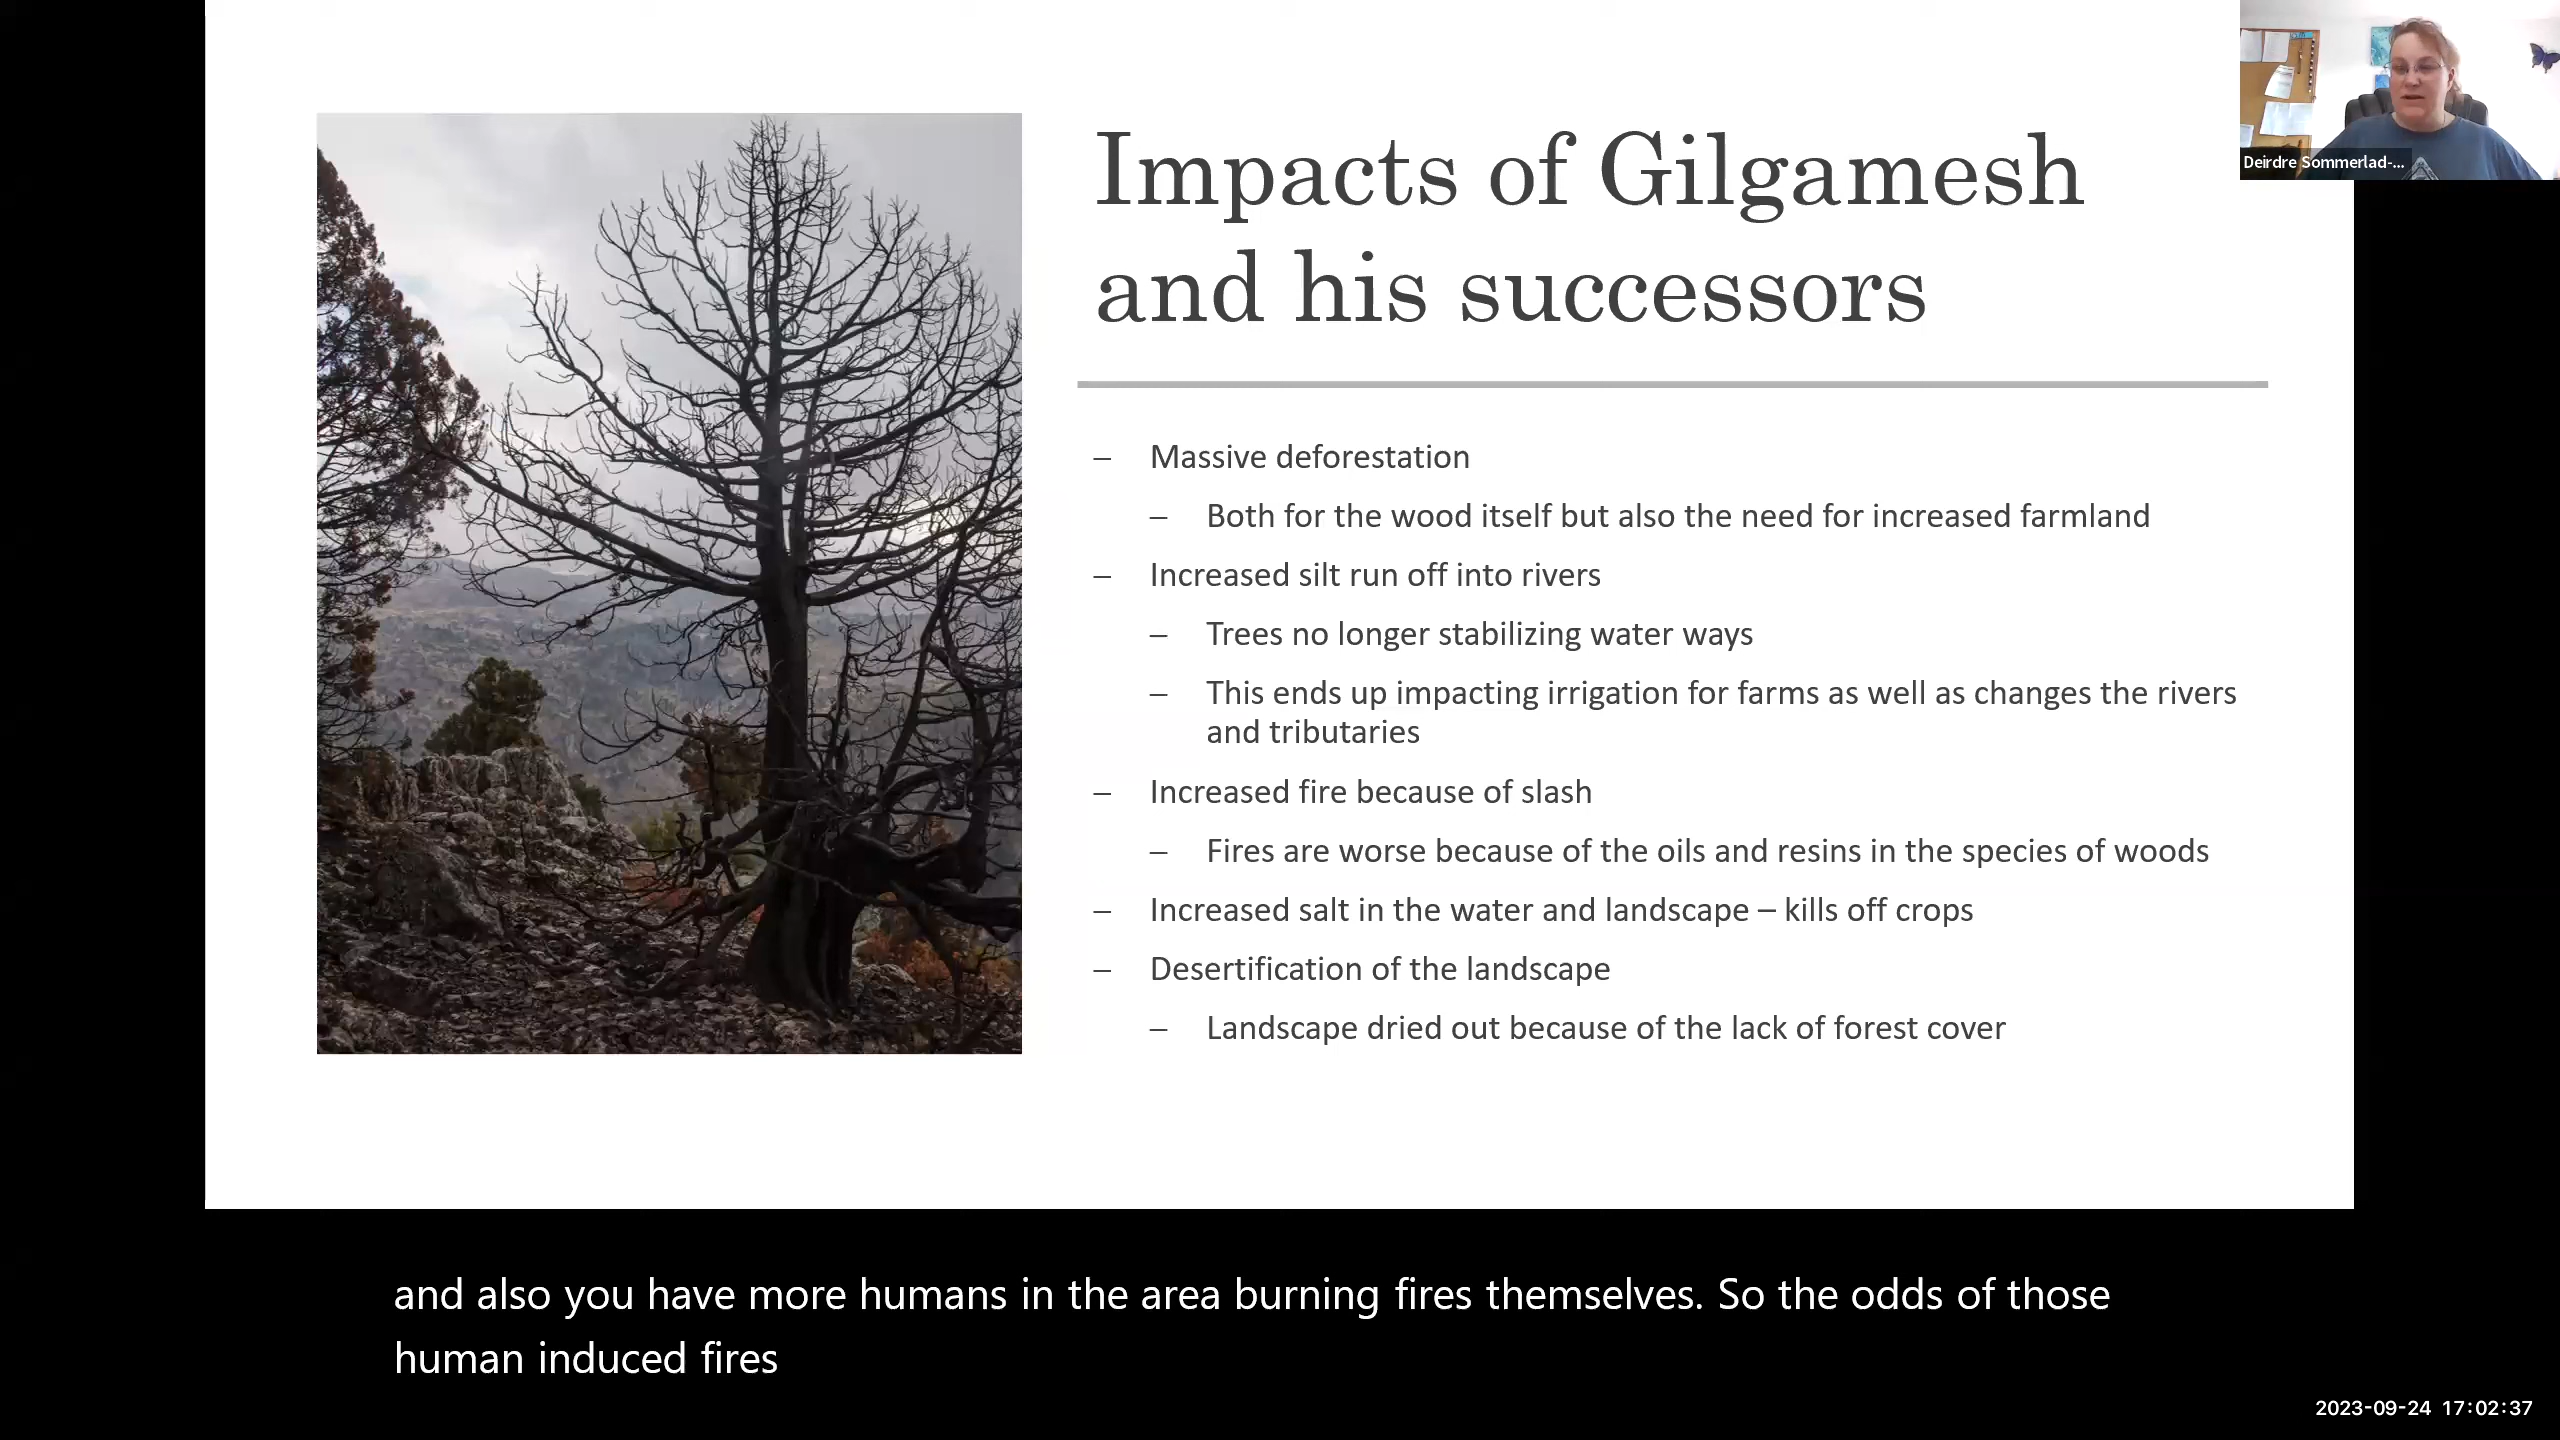 Impacts of Gilgamesh
and his successors
– Massive deforestation
– Both for the wood itself but also the need for increased farmland
– Increased silt run off into rivers
– Trees no longer stabilizing water ways
– This ends up impacting irrigation for farms as well as changes the rivers
and tributaries
– Increased fire because of slash
– Fires are worse because of the oils and resins in the species of woods
– Increased salt in the water and landscape – kills off crops
– Desertification of the landscape
– Landscape dried out because of the lack of forest cover
Deirdre Sommerlad-...
and also you have more humans in the area burning fires themselves. So the odds of those
human induced fires
2023-09-24 17:02:37